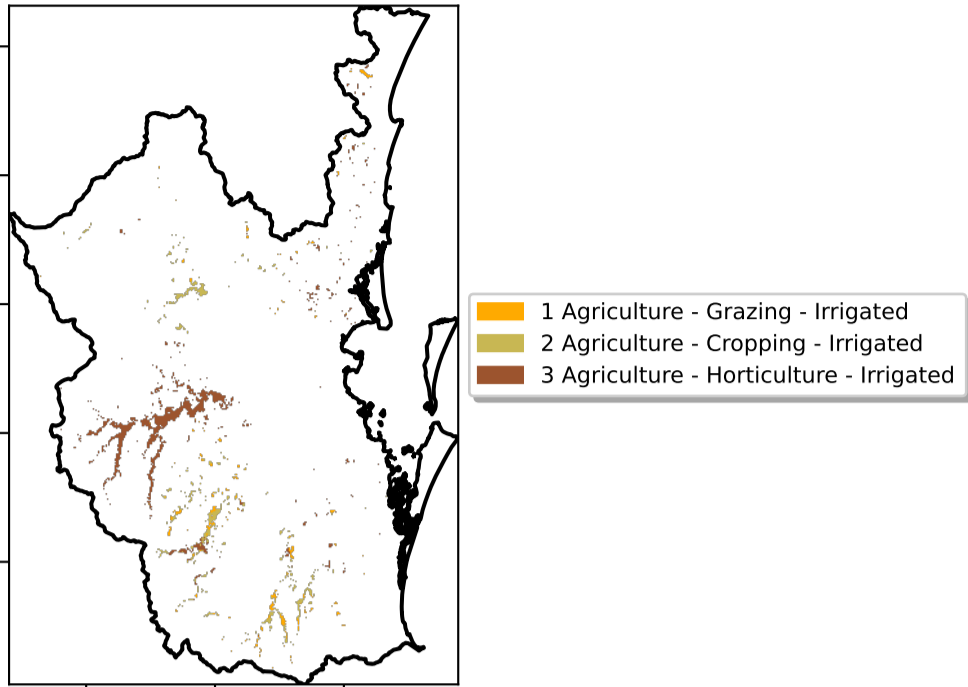 1 Agriculture - Grazing - Irrigated
2 Agriculture - Cropping - Irrigated
3 Agriculture - Horticulture - Irrigated